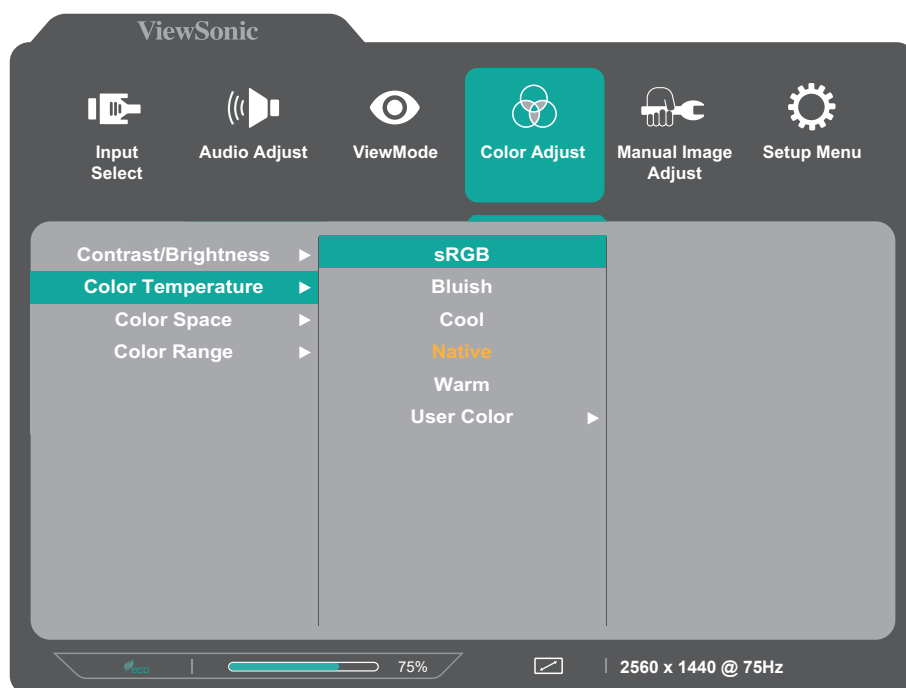 ViewSonic
Input
Select
Audio Adjust
ViewMode
Color Adjust
Manual Image
Adjust
Setup Menu
Contrast/Brightness
Color Temperature
Color Space
Color Range
sRGB
Bluish
Cool
Native
Warm
User Color
eco
75%
2560 x 1440 @ 75Hz